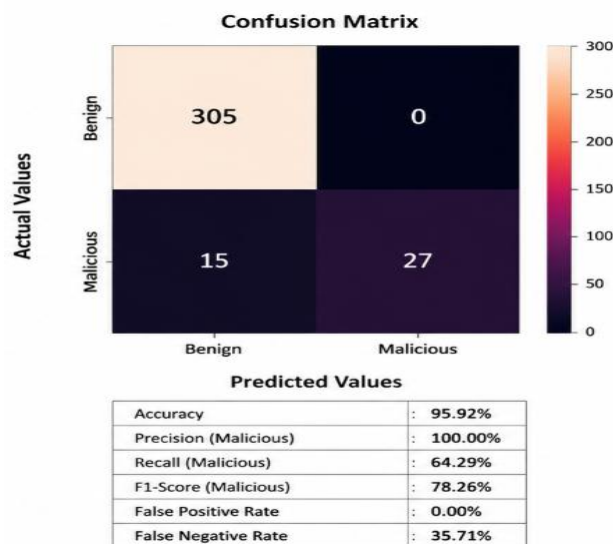 Confusion Matrix
300
305 0
250
Benign
200
Actual Values
150
100
15 27
Malicious
50
0
Benign Malicious
Predicted Values
Accuracy : 95.92%
Precision (Malicious) : 100.00%
Recall (Malicious) : 64.29%
F1-Score (Malicious) : 78.26%
False Positive Rate : 0.00%
False Negative Rate : 35.71%